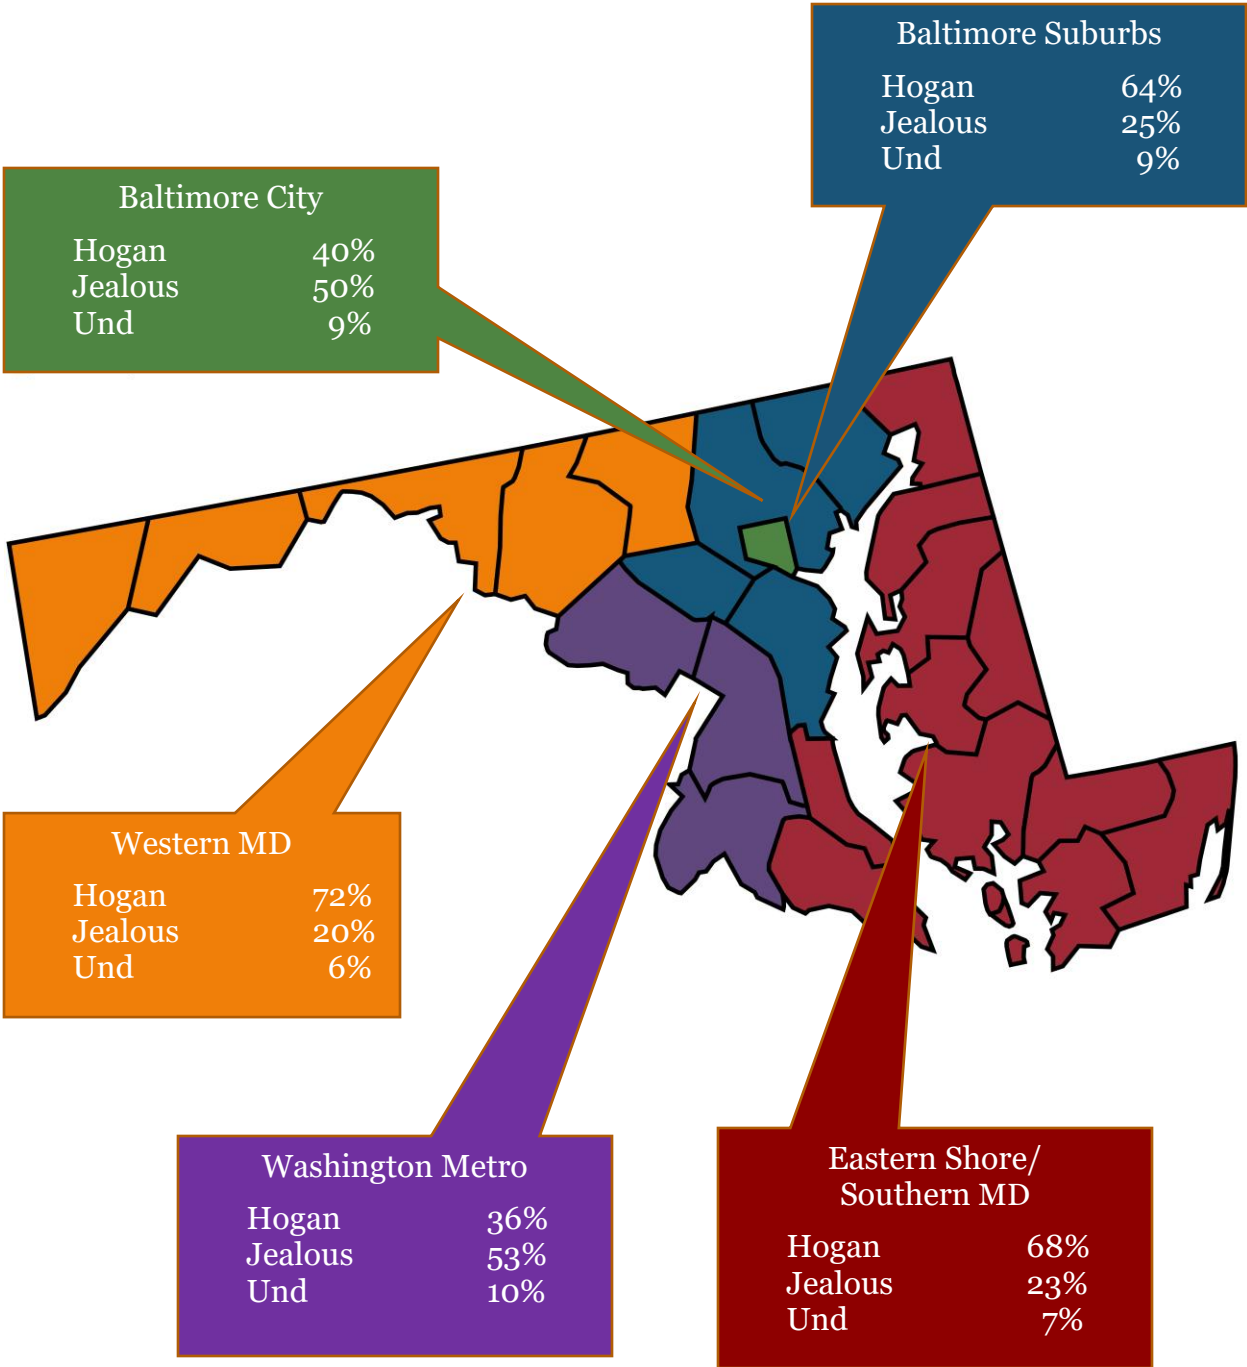 Baltimore Suburbs
Hogan 64%
Jealous 25%
Und 9%
Baltimore City
Hogan 40%
Jealous 50%
Und 9%
Western MD
Hogan 72%
Jealous 20%
Und 6%
Washington Metro
Hogan 36%
Jealous 53%
Und 10%
Eastern Shore/
Southern MD
Hogan 68%
Jealous 23%
Und 7%